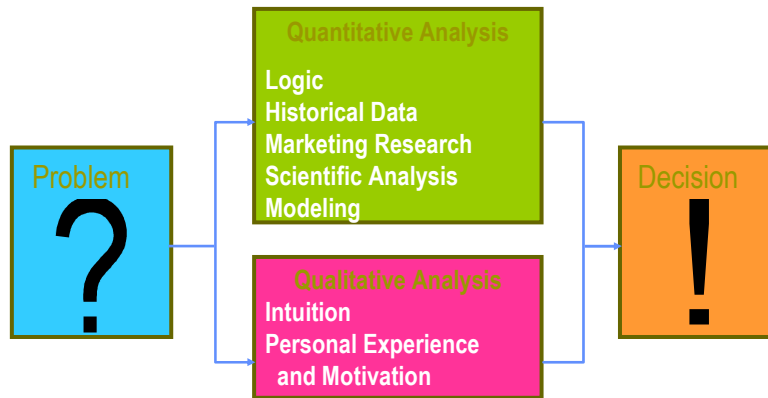 Problem
?
Quantitative Analysis
Logic
Historical Data
Marketing Research
Scientific Analysis
Modeling
Qualitative Analysis
Intuition
Personal Experience
and Motivation
Decision
!